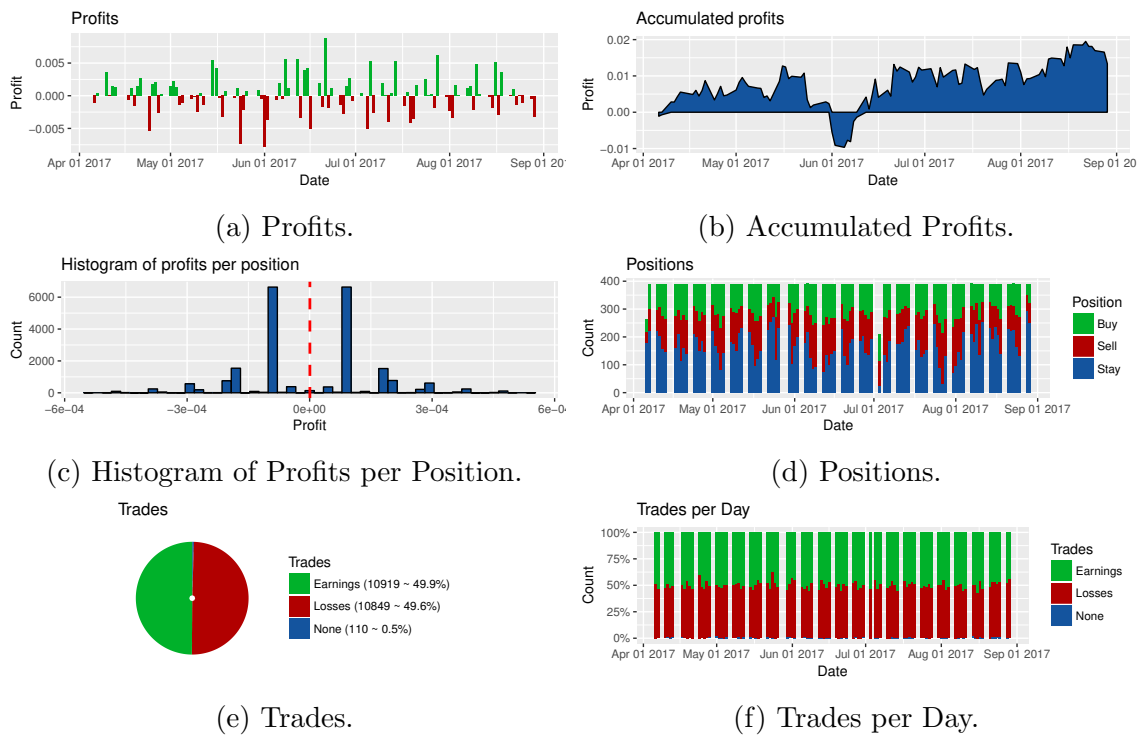 Profits
0.005
0.000
−0.005
Profit
Apr 01 2017 May 01 2017 Jun 01 2017 Jul 01 2017 Aug 01 2017 Sep 01 20
Date
(a) Profits.
Accumulated profits
0.02
0.01
0.00
−0.01
Profit
Apr 01 2017 May 01 2017 Jun 01 2017 Jul 01 2017 Aug 01 2017 Sep 01 20
Date
(b) Accumulated Profits.
Histogram of profits per position
6000
4000
2000
0
Count
−6e−04 −3e−04 0e+00 3e−04 6e−0
Profit
(c) Histogram of Profits per Position.
Positions
400
300
200
100
0
Count
Apr 01 2017 May 01 2017 Jun 01 2017 Jul 01 2017 Aug 01 2017 Sep 01 2017
Date
Position
Buy
Sell
Stay
(d) Positions.
Trades
Trades
Earnings (10919 ~ 49.9%)
Losses (10849 ~ 49.6%)
None (110 ~ 0.5%)
(e) Trades.
Trades per Day
100%
75%
50%
25%
0%
Count
Apr 01 2017 May 01 2017 Jun 01 2017 Jul 01 2017 Aug 01 2017 Sep 01 2017
Date
Trades
Earnings
Losses
None
(f) Trades per Day.